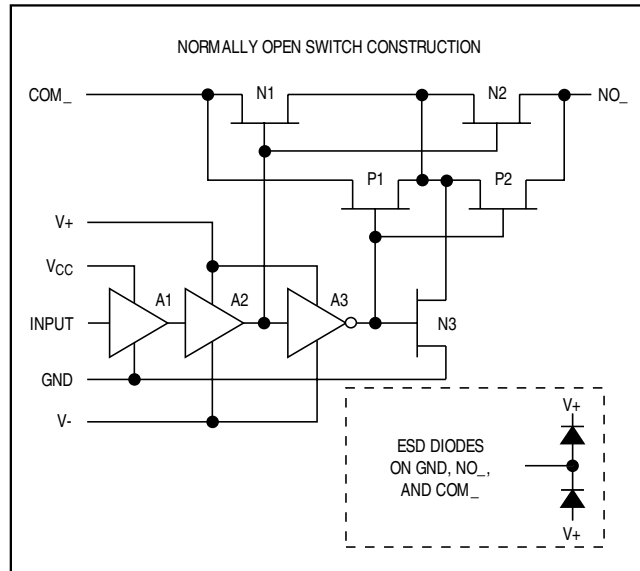 NORMALLY OPEN SWITCH CONSTRUCTION
COM_
N1
N2
NO_
P1
P2
V+
VCC
A1
A2
A3
INPUT
N3
GND
V-
V+
ESD DIODES
ON GND, NO_,
AND COM_
V+